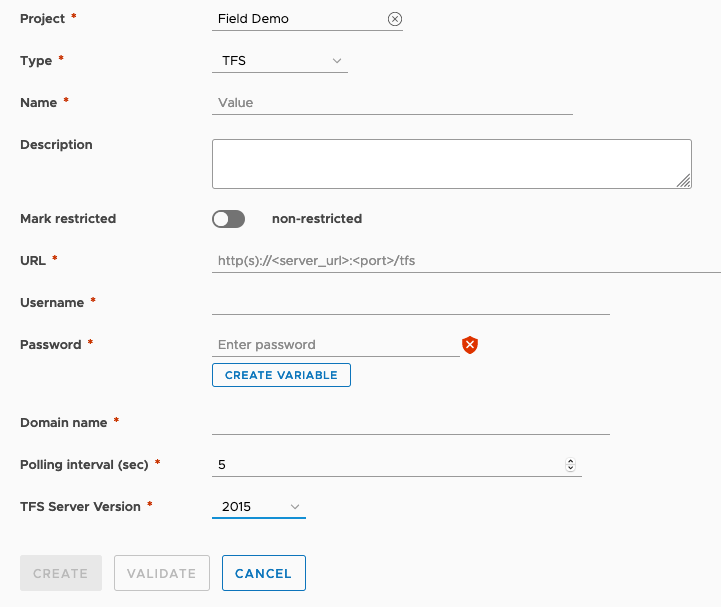 Project * Field Demo
Type * TFS
Name * Value
Description
Mark restricted non-restricted
URL * http(s)://<server_url>:<port>/tfs
Username *
Password * Enter password
CREATE VARIABLE
Domain name *
Polling interval (sec) * 5
TFS Server Version * 2015
CREATE VALIDATE CANCEL